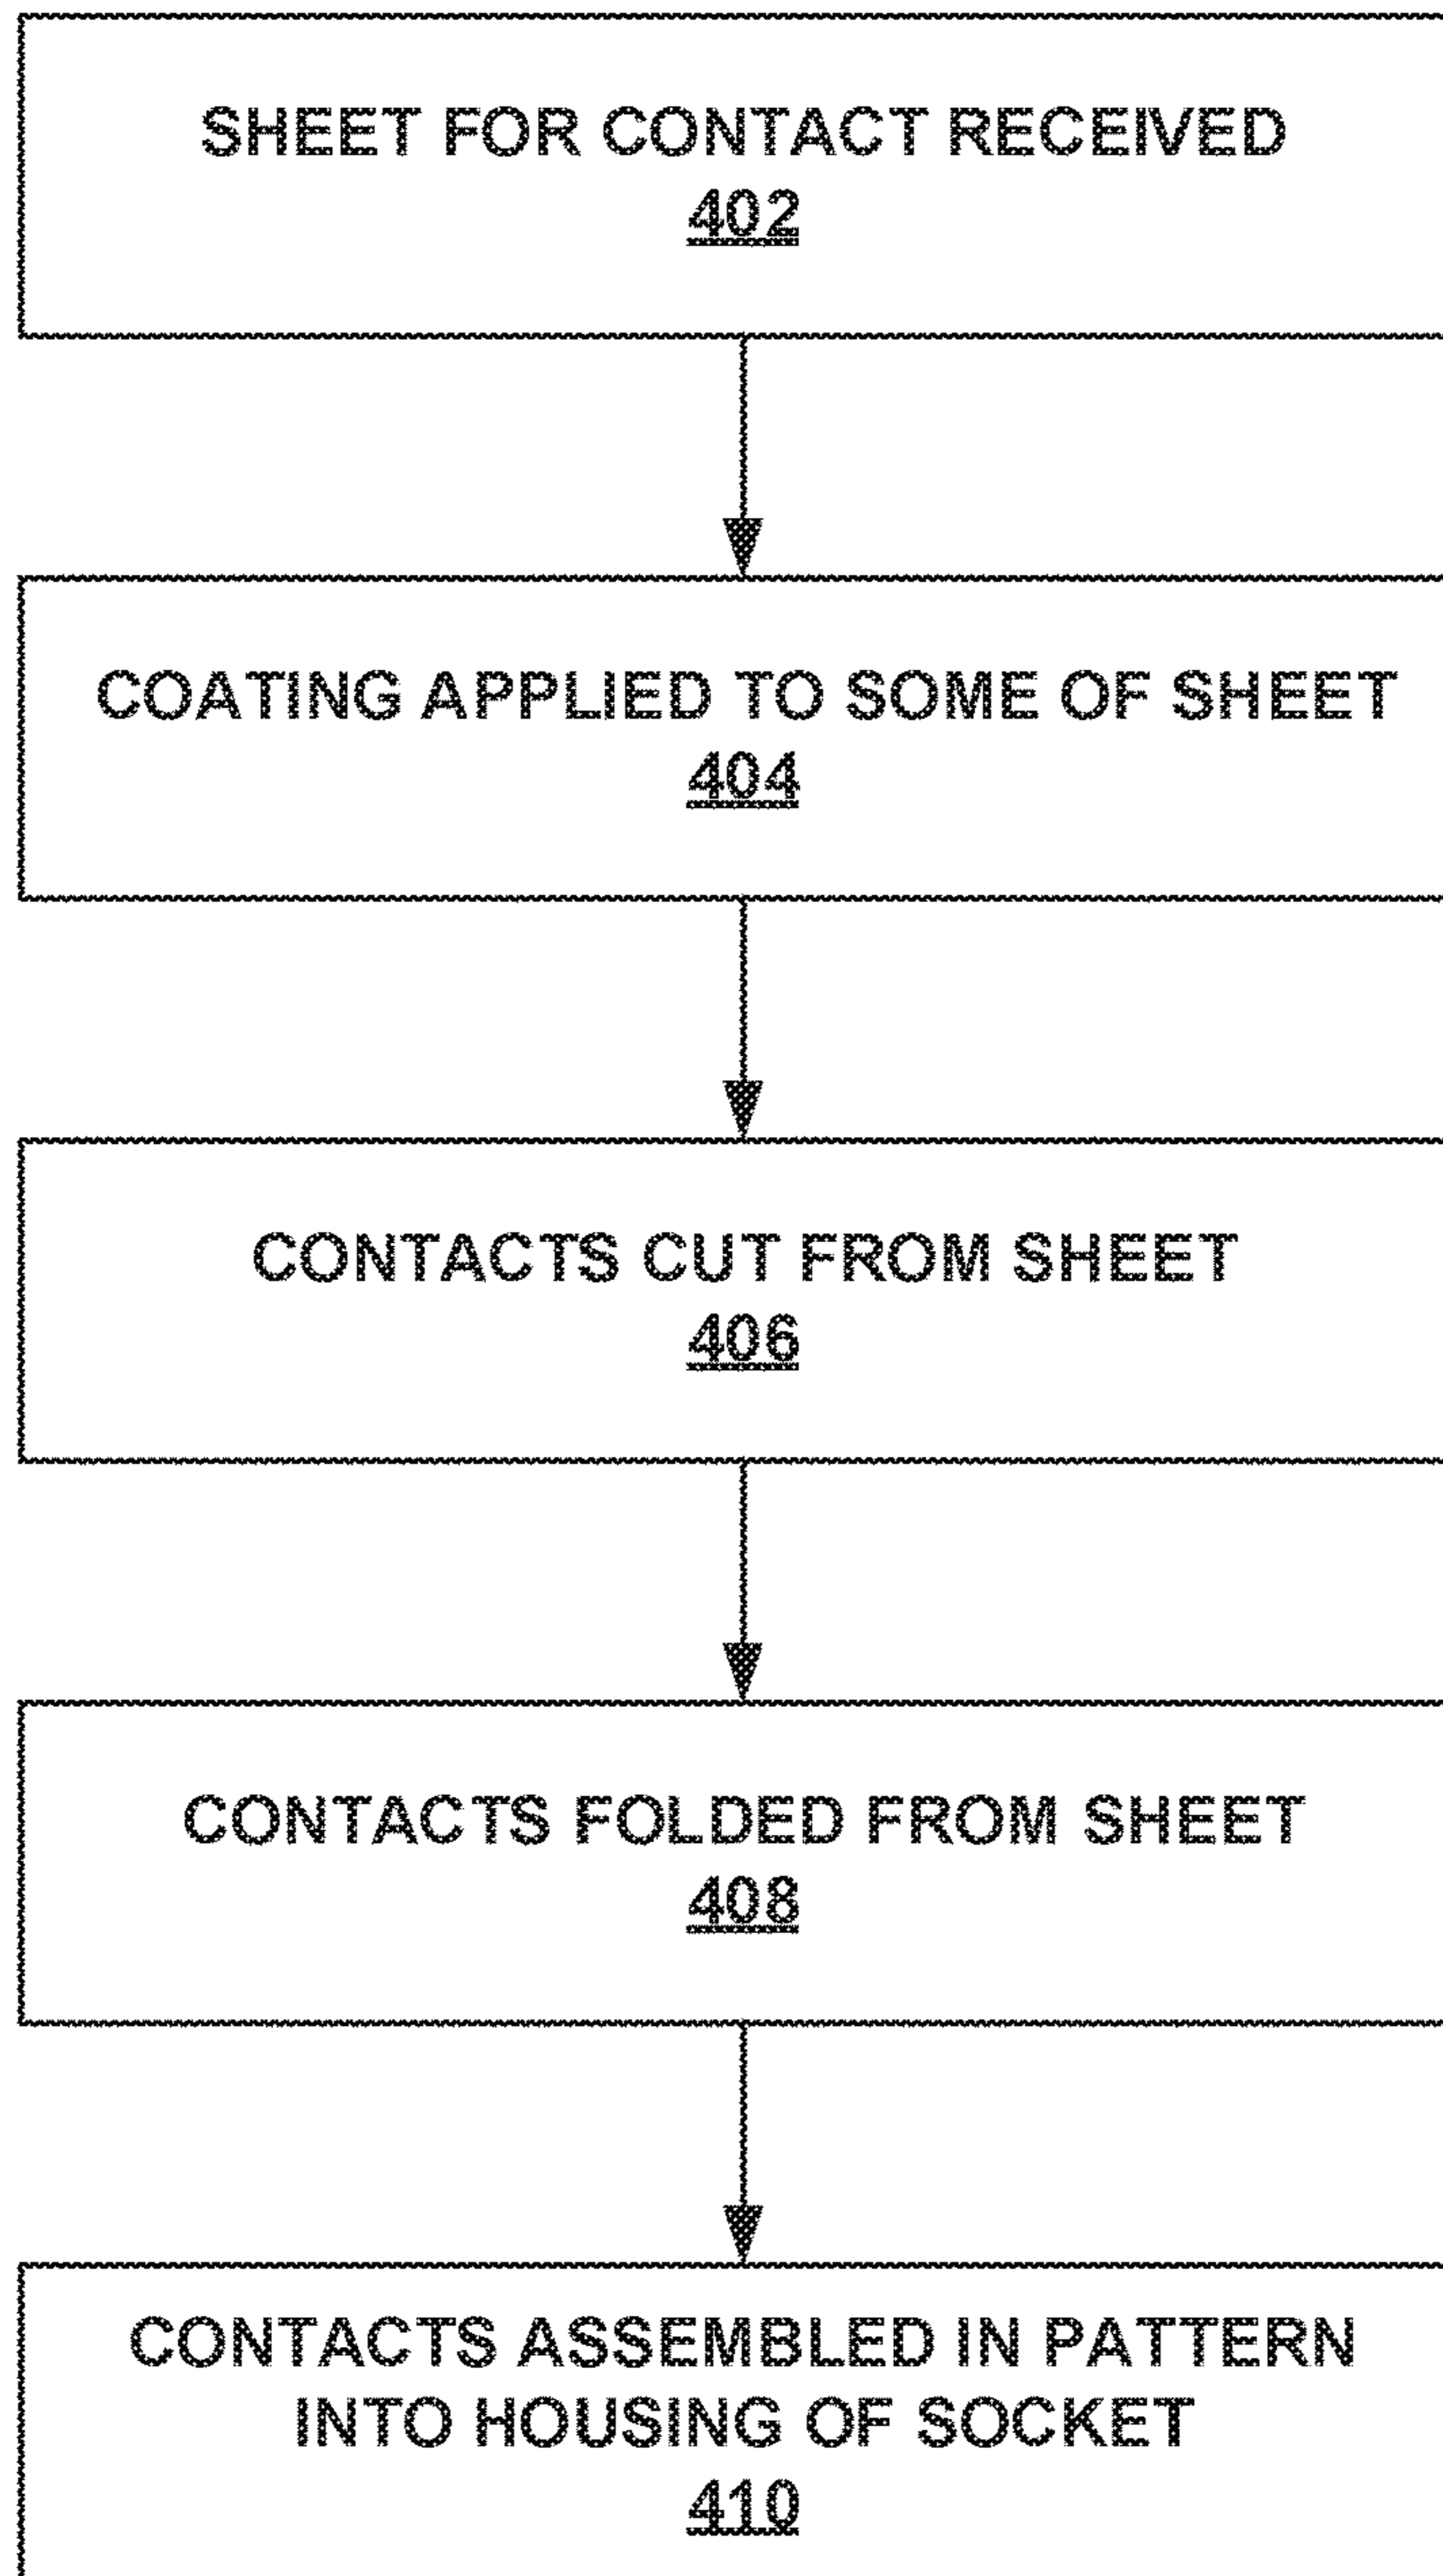 SHEET FOR CONTACT RECEIVED
402
COATING APPLIED TO SOME OF SHEET
404
CONTACTS CUT FROM SHEET
406
CONTACTS FOLDED FROM SHEET
408
CONTACTS ASSEMBLED IN PATTERN
INTO HOUSING OF SOCKET
410